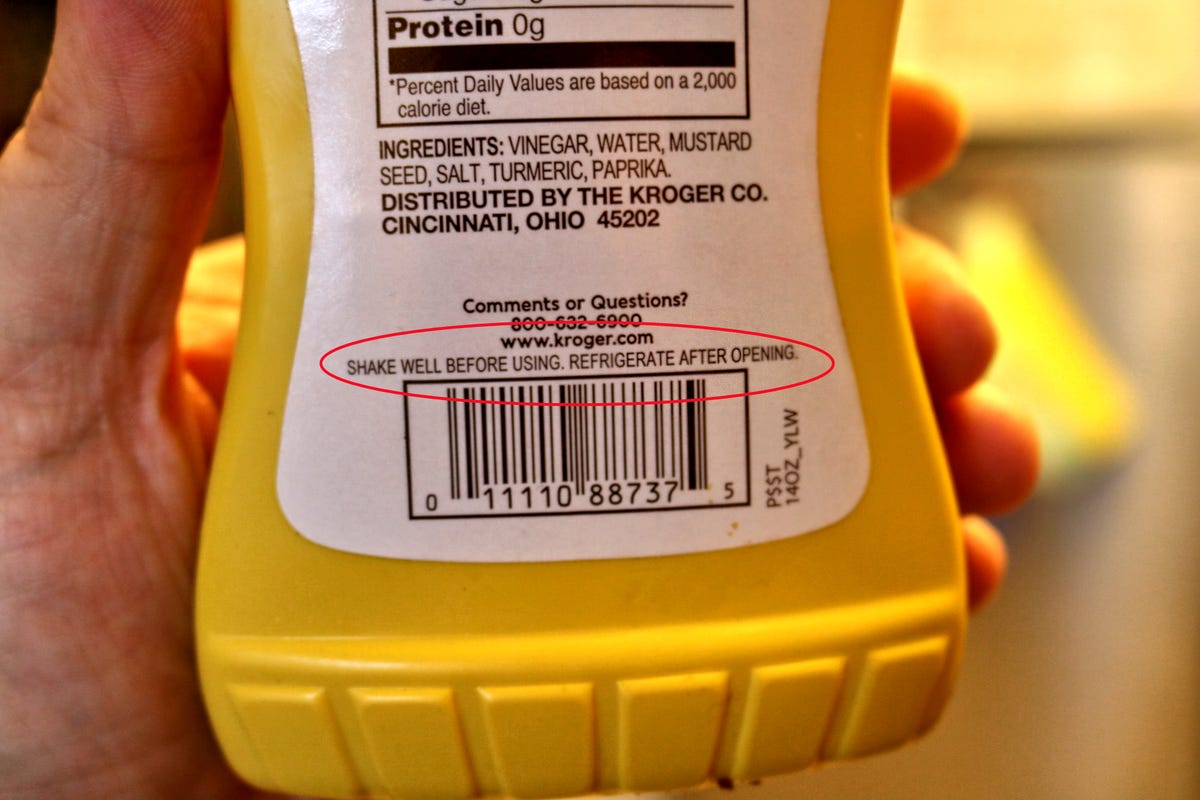 Protein 0g
*Percent Daily Values are based on a 2,000
calorie diet.
INGREDIENTS: VINEGAR, WATER, MUSTARD
SEED, SALT, TURMERIC, PAPRIKA.
DISTRIBUTED BY THE KROGER CO.
CINCINNATI, OHIO 45202
Comments or Questions?
800-632-6900
www.kroger.com
SHAKE WELL BEFORE USING. REFRIGERATE AFTER OPENING.
0 11110 88737 5
PSST
14OZ_YLW